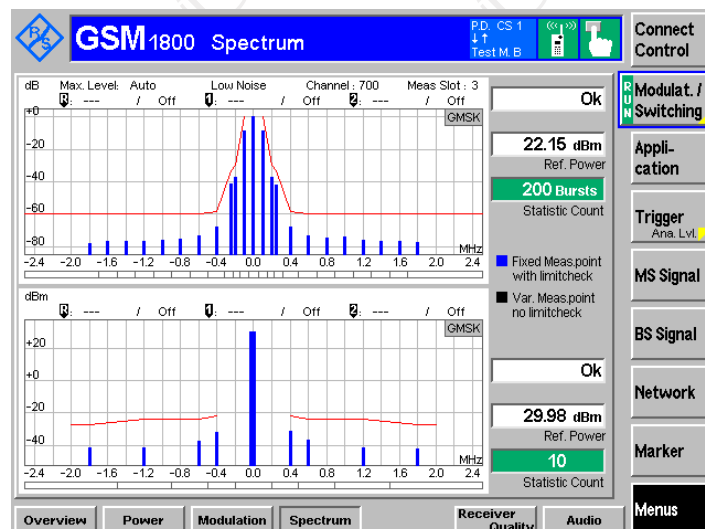 R&S
GSM 1800 Spectrum
P.D. CS 1
Test M. B
Connect
Control
dB Max. Level: Auto Low Noise Channel : 700 Meas Slot : 3
R: --- / Off 1: --- / Off 2: --- / Off
GMSK
+0
-20
-40
-60
-80
MHz
-2.4 -2.0 -1.6 -1.2 -0.8 -0.4 0.0 0.4 0.8 1.2 1.6 2.0 2.4
Ok
22.15 dBm
Ref. Power
200 Bursts
Statistic Count
Fixed Meas.point
with limitcheck
Var. Meas.point
no limitcheck
dBm
R: --- / Off 1: --- / Off 2: --- / Off
GMSK
+20
+0
-20
-40
MHz
-2.4 -2.0 -1.6 -1.2 -0.8 -0.4 0.0 0.4 0.8 1.2 1.6 2.0 2.4
Ok
29.98 dBm
Ref. Power
10
Statistic Count
RUN
Modulat. /
Switching
Appli-
cation
Trigger
Ana. Lvl.
MS Signal
BS Signal
Network
Marker
Menus
Overview Power Modulation Spectrum Receiver
Quality Audio